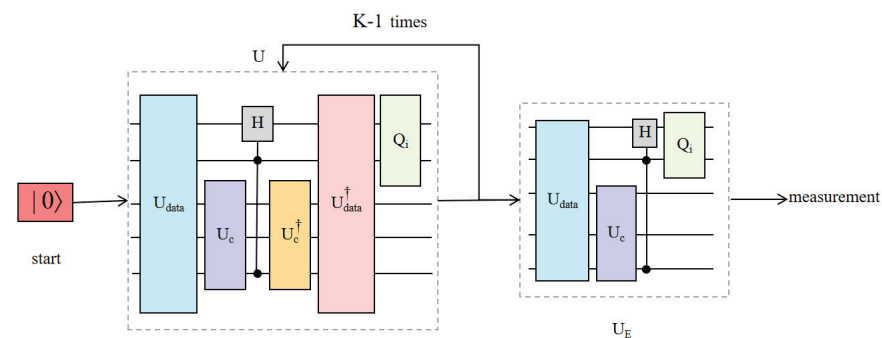 K-1 times
U
H
H
Q_i
Q_i
|0⟩
U_data
U_data^†
U_data
measurement
U_c
U_c^†
U_c
start
U_E